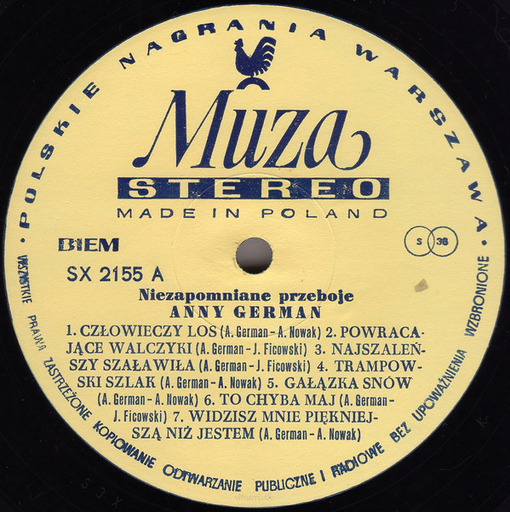 • POLSKIE NAGRANIA WARSZAWA •
Muza
STEREO
MADE IN POLAND
BIEM
S 33
SX 2155 A
Niezapomniane przeboje
ANNY GERMAN
1. CZŁOWIECZY LOS (A. German – A. Nowak) 2. POWRACA-
JĄCE WALCZYKI (A. German – J. Ficowski) 3. NAJSZALEŃ-
SZY SZAŁAWIŁA (A. German – J. Ficowski) 4. TRAMPOW-
SKI SZLAK (A. German – A. Nowak) 5. GAŁĄZKA SNÓW
(A. German – A. Nowak) 6. TO CHYBA MAJ (A. German –
J. Ficowski) 7. WIDZISZ MNIE PIĘKNIEJ-
SZĄ NIŻ JESTEM (A. German – A. Nowak)
WSZYSTKIE PRAWA ZASTRZEŻONE KOPIOWANIE ODTWARZANIE PUBLICZNE I RADIOWE BEZ UPOWAŻNIENIA WZBRONIONE